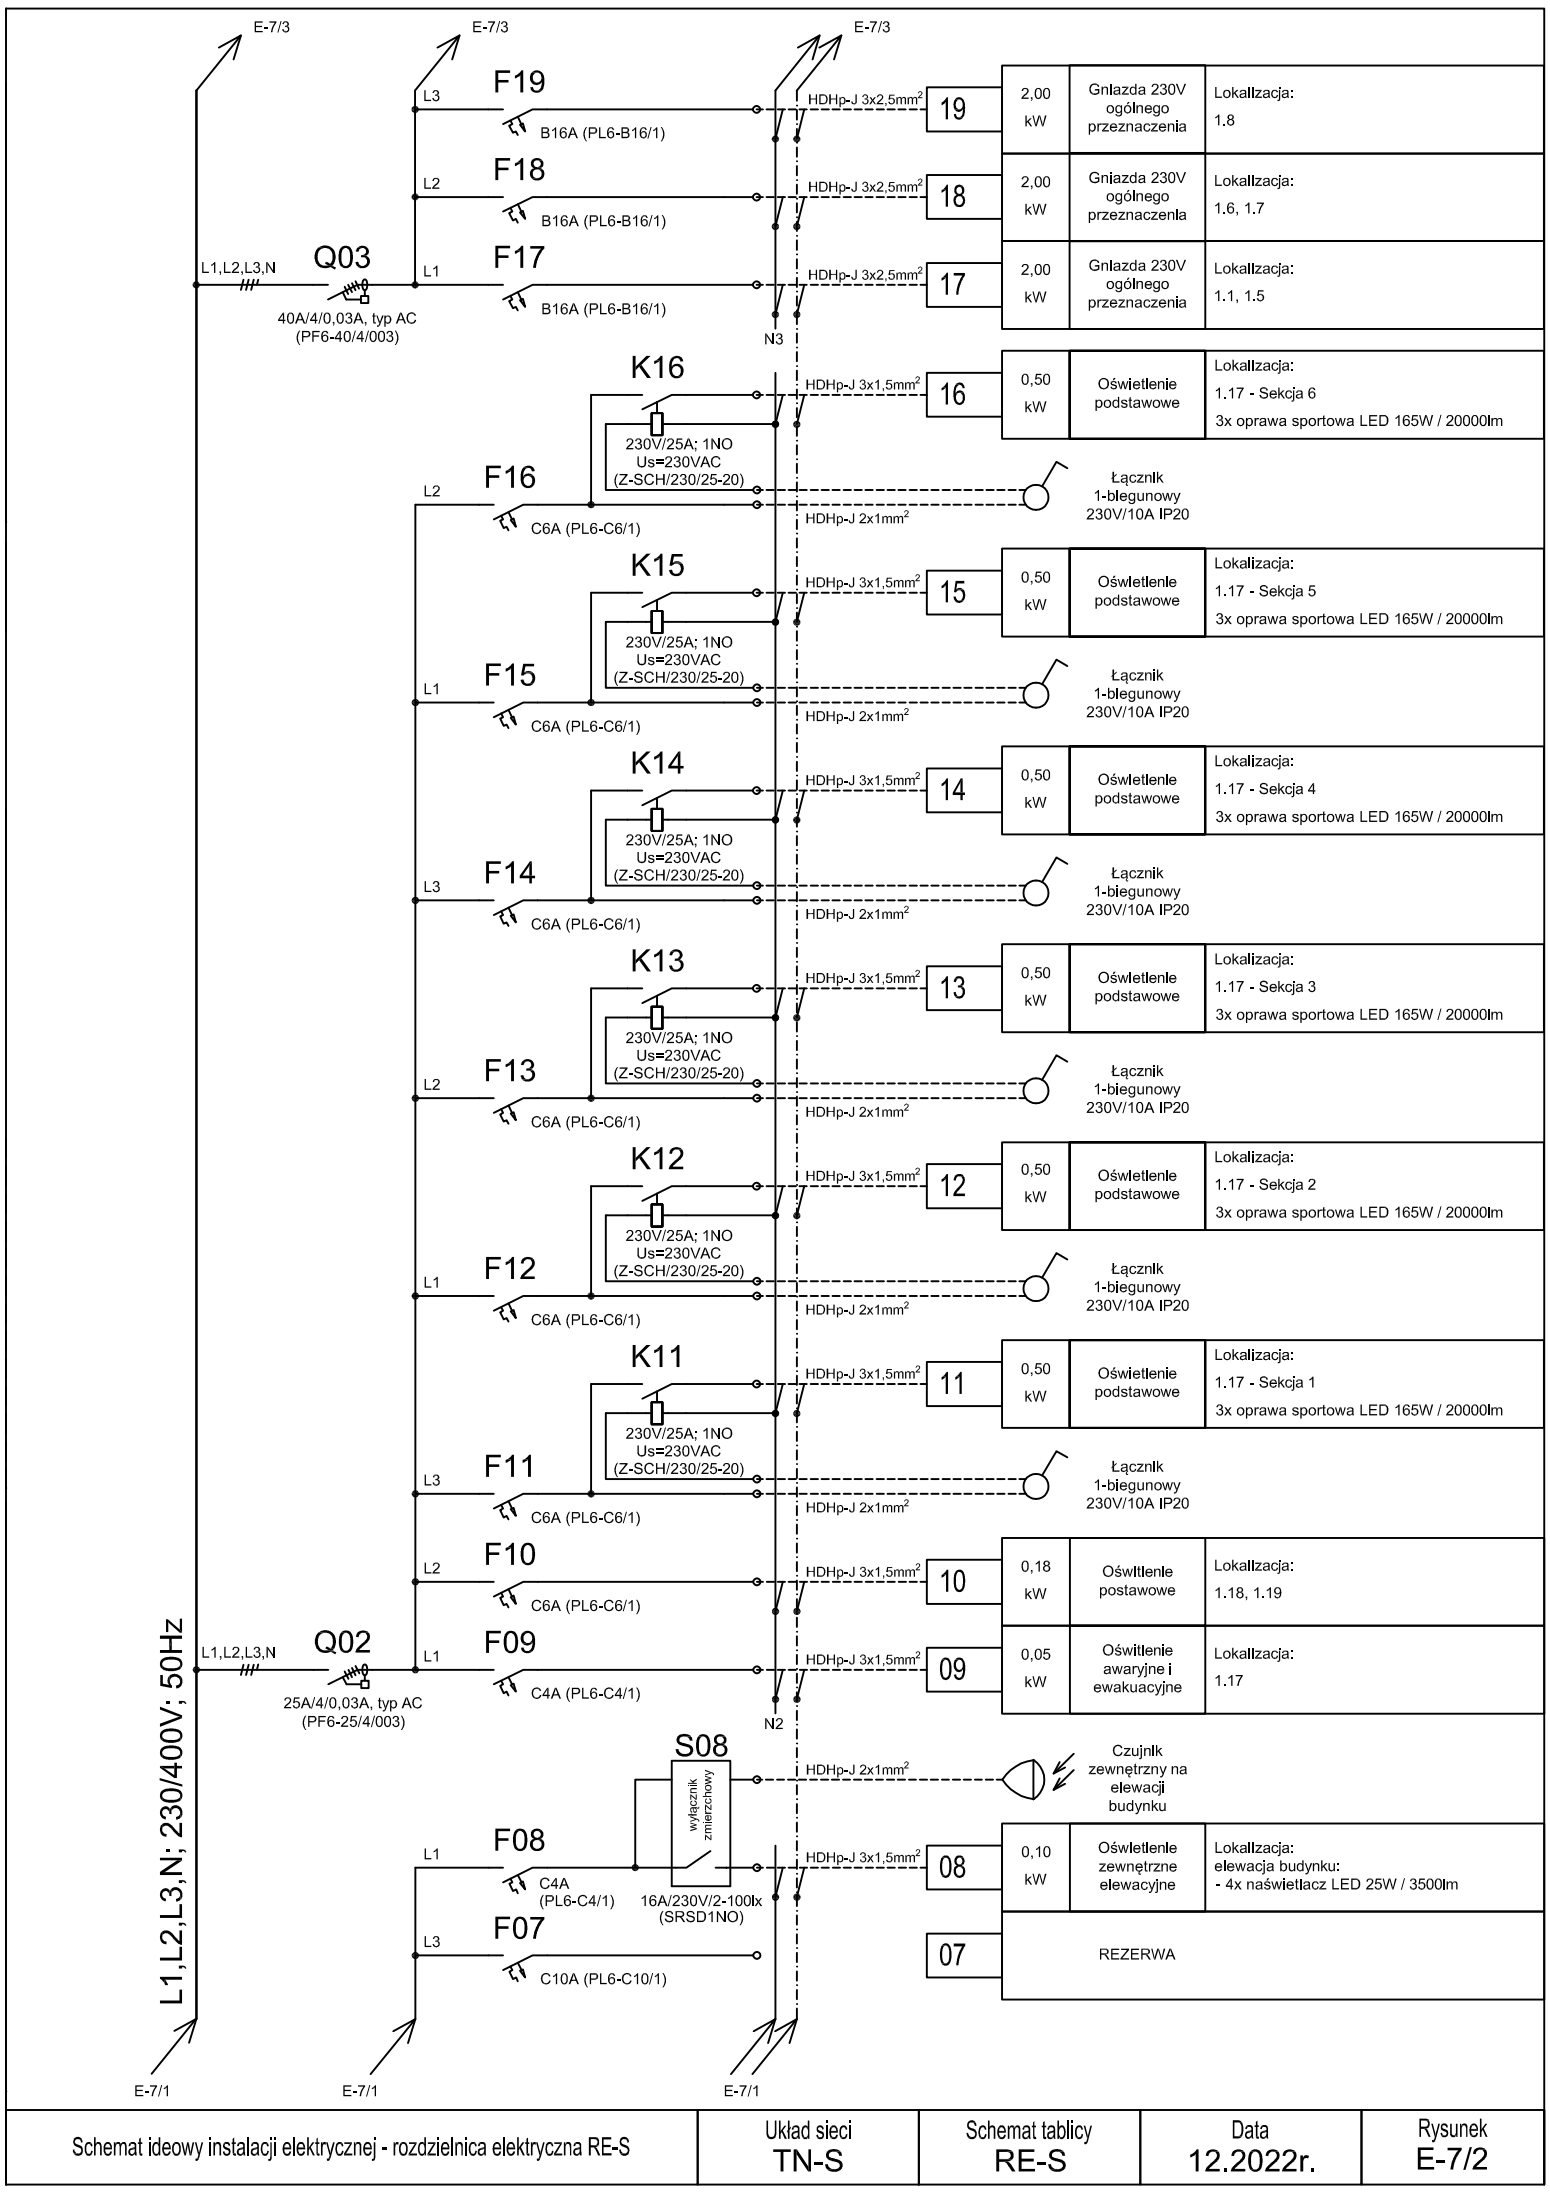 E-7/3
E-7/3
E-7/3
F19
L3
B16A (PL6-B16/1)
HDHp-J 3x2,5mm²
19
2,00
kW
Gniazda 230V
ogólnego
przeznaczenia
Lokalizacja:
1.8
F18
L2
B16A (PL6-B16/1)
HDHp-J 3x2,5mm²
18
2,00
kW
Gniazda 230V
ogólnego
przeznaczenia
Lokalizacja:
1.6, 1.7
L1,L2,L3,N
Q03
40A/4/0,03A, typ AC
(PF6-40/4/003)
L1
F17
B16A (PL6-B16/1)
HDHp-J 3x2,5mm²
N3
17
2,00
kW
Gniazda 230V
ogólnego
przeznaczenia
Lokalizacja:
1.1, 1.5
K16
230V/25A; 1NO
Us=230VAC
(Z-SCH/230/25-20)
HDHp-J 3x1,5mm²
16
0,50
kW
Oświetlenie
podstawowe
Lokalizacja:
1.17 - Sekcja 6
3x oprawa sportowa LED 165W / 20000lm
L2
F16
C6A (PL6-C6/1)
HDHp-J 2x1mm²
Łącznik
1-biegunowy
230V/10A IP20
K15
230V/25A; 1NO
Us=230VAC
(Z-SCH/230/25-20)
HDHp-J 3x1,5mm²
15
0,50
kW
Oświetlenie
podstawowe
Lokalizacja:
1.17 - Sekcja 5
3x oprawa sportowa LED 165W / 20000lm
L1
F15
C6A (PL6-C6/1)
HDHp-J 2x1mm²
Łącznik
1-biegunowy
230V/10A IP20
K14
230V/25A; 1NO
Us=230VAC
(Z-SCH/230/25-20)
HDHp-J 3x1,5mm²
14
0,50
kW
Oświetlenie
podstawowe
Lokalizacja:
1.17 - Sekcja 4
3x oprawa sportowa LED 165W / 20000lm
L3
F14
C6A (PL6-C6/1)
HDHp-J 2x1mm²
Łącznik
1-biegunowy
230V/10A IP20
K13
230V/25A; 1NO
Us=230VAC
(Z-SCH/230/25-20)
HDHp-J 3x1,5mm²
13
0,50
kW
Oświetlenie
podstawowe
Lokalizacja:
1.17 - Sekcja 3
3x oprawa sportowa LED 165W / 20000lm
L2
F13
C6A (PL6-C6/1)
HDHp-J 2x1mm²
Łącznik
1-biegunowy
230V/10A IP20
K12
230V/25A; 1NO
Us=230VAC
(Z-SCH/230/25-20)
HDHp-J 3x1,5mm²
12
0,50
kW
Oświetlenie
podstawowe
Lokalizacja:
1.17 - Sekcja 2
3x oprawa sportowa LED 165W / 20000lm
L1
F12
C6A (PL6-C6/1)
HDHp-J 2x1mm²
Łącznik
1-biegunowy
230V/10A IP20
K11
230V/25A; 1NO
Us=230VAC
(Z-SCH/230/25-20)
HDHp-J 3x1,5mm²
11
0,50
kW
Oświetlenie
podstawowe
Lokalizacja:
1.17 - Sekcja 1
3x oprawa sportowa LED 165W / 20000lm
L3
F11
C6A (PL6-C6/1)
HDHp-J 2x1mm²
Łącznik
1-biegunowy
230V/10A IP20
L2
F10
C6A (PL6-C6/1)
HDHp-J 3x1,5mm²
10
0,18
kW
Oświtlenie
postawowe
Lokalizacja:
1.18, 1.19
L1,L2,L3,N
Q02
25A/4/0,03A, typ AC
(PF6-25/4/003)
L1
F09
C4A (PL6-C4/1)
HDHp-J 3x1,5mm²
N2
09
0,05
kW
Oświtlenie
awaryjne i
ewakuacyjne
Lokalizacja:
1.17
L1,L2,L3,N; 230/400V; 50Hz
S08
wyłącznik
zmierzchowy
16A/230V/2-100lx
(SRSD1NO)
HDHp-J 2x1mm²
Czujnik
zewnętrzny na
elewacji
budynku
L1
F08
C4A
(PL6-C4/1)
HDHp-J 3x1,5mm²
08
0,10
kW
Oświetlenie
zewnętrzne
elewacyjne
Lokalizacja:
elewacja budynku:
- 4x naświetlacz LED 25W / 3500lm
L3
F07
C10A (PL6-C10/1)
07
REZERWA
E-7/1
E-7/1
E-7/1
Schemat ideowy instalacji elektrycznej - rozdzielnica elektryczna RE-S
Układ sieci
TN-S
Schemat tablicy
RE-S
Data
12.2022r.
Rysunek
E-7/2